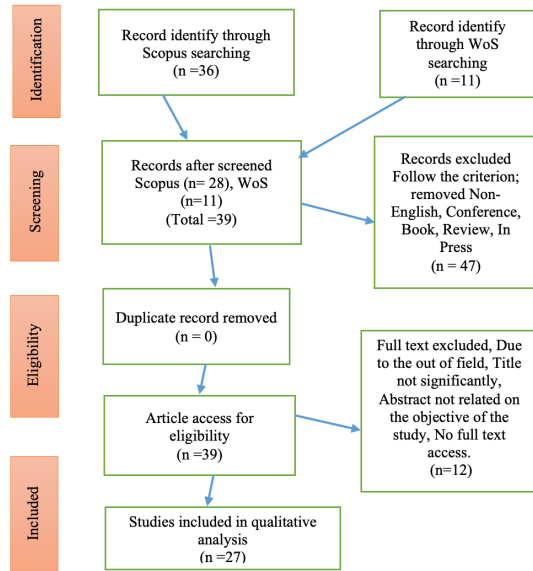 Identification
Record identify through
Scopus searching
(n =36)
Record identify
through WoS
searching
(n =11)
Screening
Records after screened
Scopus (n= 28), WoS
(n=11)
(Total =39)
Records excluded
Follow the criterion;
removed Non-
English, Conference,
Book, Review, In
Press
(n = 47)
Eligibility
Duplicate record removed
(n = 0)
Full text excluded, Due
to the out of field, Title
not significantly,
Abstract not related on
the objective of the
study, No full text
access.
(n=12)
Article access for
eligibility
(n =39)
Included
Studies included in qualitative
analysis
n =27)